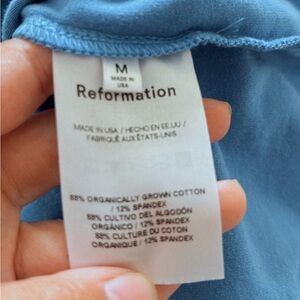 M
MADE IN
USA
Reformation
MADE IN USA / HECHO EN EE.UU /
FABRIQUÉ AUX ÉTATS-UNIS
88% ORGANICALLY GROWN COTTON
/ 12% SPANDEX
88% CULTIVO DEL ALGODÓN
ORGÁNICO / 12% SPANDEX
88% CULTURE DU COTON
ORGANIQUE / 12% SPANDEX